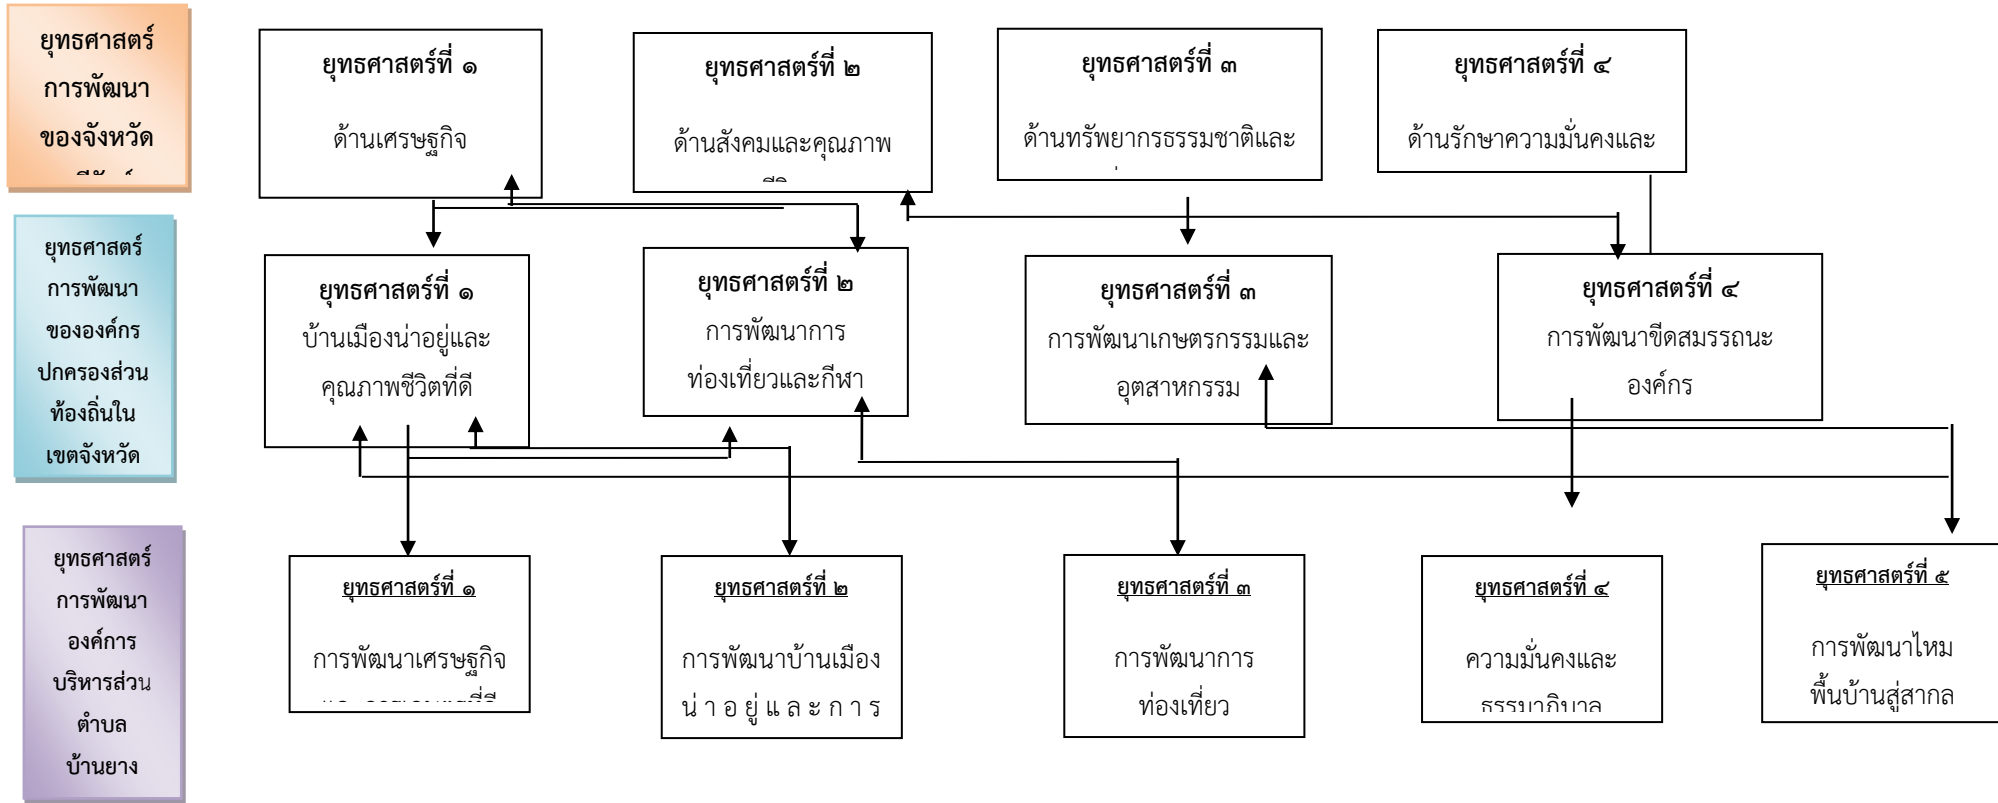 ยุทธศาสตร์
การพัฒนา
ของจังหวัด
ยุทธศาสตร์ที่ ๑
ด้านเศรษฐกิจ
ยุทธศาสตร์ที่ ๒
ด้านสังคมและคุณภาพ
ยุทธศาสตร์ที่ ๓
ด้านทรัพยากรธรรมชาติและ
ยุทธศาสตร์ที่ ๔
ด้านรักษาความมั่นคงและ
ยุทธศาสตร์
การพัฒนา
ขององค์กร
ปกครองส่วน
ท้องถิ่นใน
เขตจังหวัด
ยุทธศาสตร์ที่ ๑
บ้านเมืองน่าอยู่และ
คุณภาพชีวิตที่ดี
ยุทธศาสตร์ที่ ๒
การพัฒนาการ
ท่องเที่ยวและกีฬา
ยุทธศาสตร์ที่ ๓
การพัฒนาเกษตรกรรมและ
อุตสาหกรรม
ยุทธศาสตร์ที่ ๔
การพัฒนาขีดสมรรถนะ
องค์กร
ยุทธศาสตร์
การพัฒนา
องค์การ
บริหารส่วน
ตำบล
บ้านยาง
ยุทธศาสตร์ที่ ๑
การพัฒนาเศรษฐกิจ
ยุทธศาสตร์ที่ ๒
การพัฒนาบ้านเมือง
น่ า อ ยู่ แ ล ะ ก า ร
ยุทธศาสตร์ที่ ๓
การพัฒนาการ
ท่องเที่ยว
ยุทธศาสตร์ที่ ๔
ความมั่นคงและ
ธรรมาภิบาล
ยุทธศาสตร์ที่ ๕
การพัฒนาไหม
พื้นบ้านสู่สากล